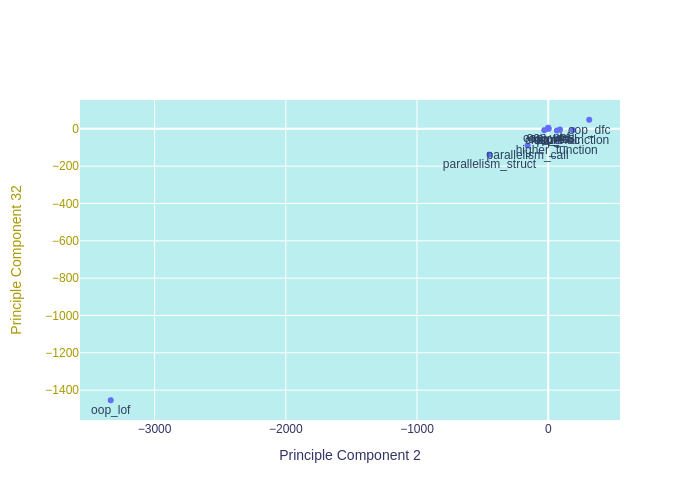 0
−200
−400
−600
−800
−1000
−1200
−1400
−3000
−2000
−1000
0
Principle Component 2
Principle Component 32
oop_dfc
higher_function
parallelism_call
parallelism_struct
oop_lof